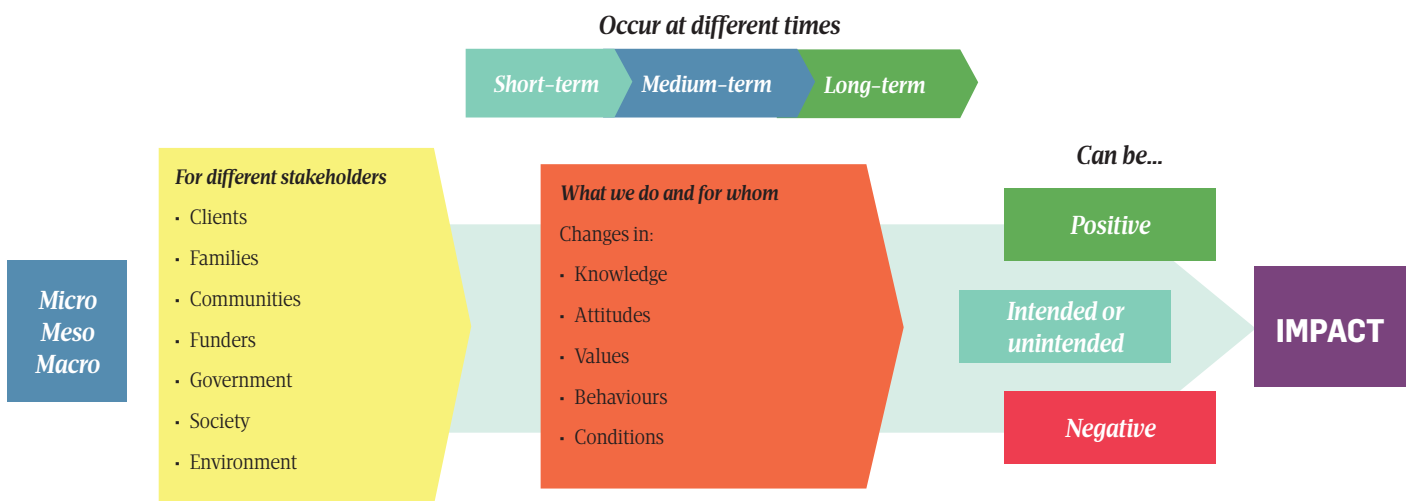 Occur at different times
Short-term
Medium-term
Long-term
Micro
Meso
Macro
For different stakeholders
▪ Clients
▪ Families
▪ Communities
▪ Funders
▪ Government
▪ Society
▪ Environment
What we do and for whom
Changes in:
▪ Knowledge
▪ Attitudes
▪ Values
▪ Behaviours
▪ Conditions
Can be...
Positive
Intended or
unintended
Negative
IMPACT